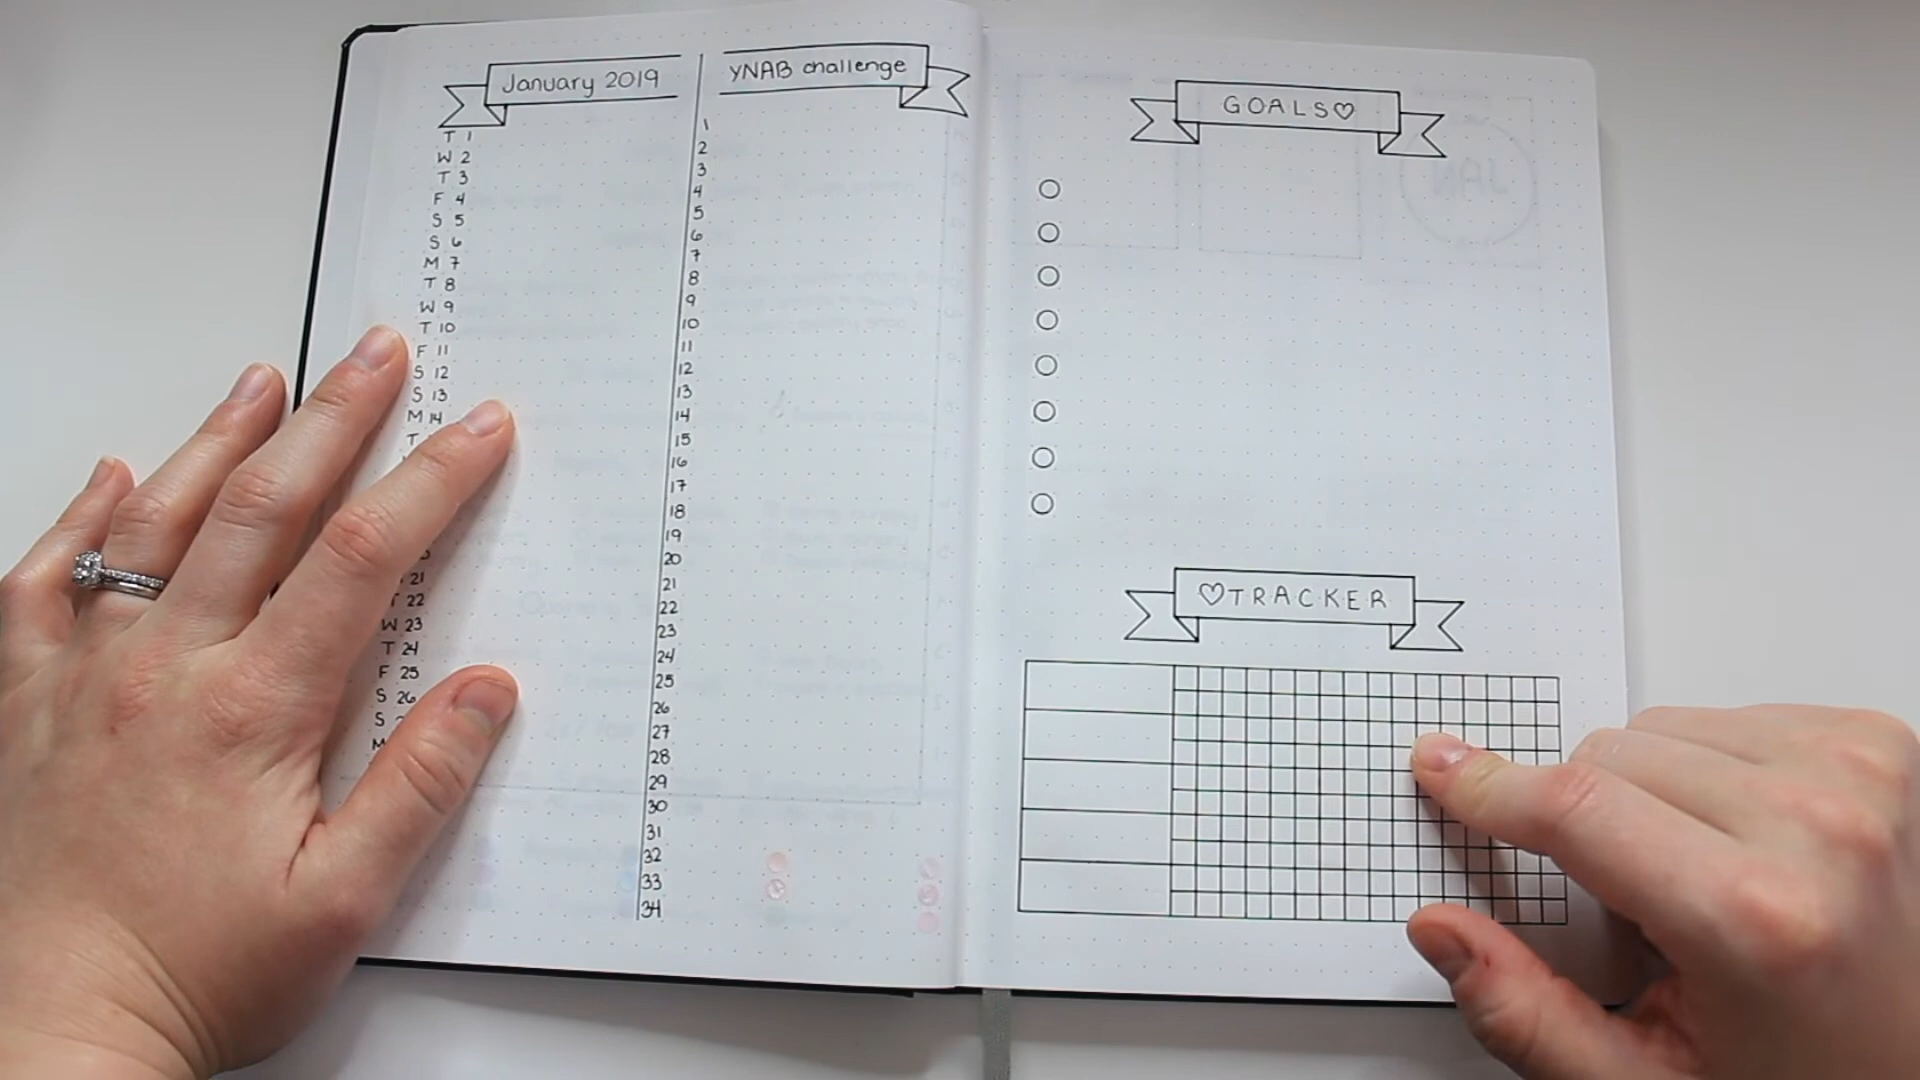 January 2019
T 1
W 2
T 3
F 4
S 5
S 6
M 7
T 8
W 9
T 10
F 11
S 12
S 13
M 14
T
21
T 22
W 23
T 24
F 25
S 26
S
M
YNAB challenge
1
2
3
4
5
6
7
8
9
10
11
12
13
14
15
16
17
18
19
20
21
22
23
24
25
26
27
28
29
30
31
32
33
34
GOALS♡
♡TRACKER